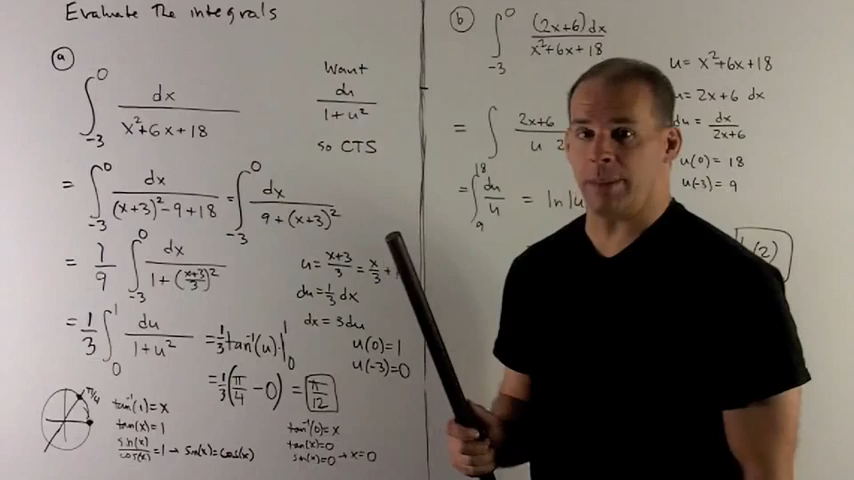 Evaluate The integrals
(a)
∫_{-3}^{0} dx / (x²+6x+18)
Want
du / (1+u²)
so CTS
= ∫_{-3}^{0} dx / ((x+3)²-9+18) = ∫_{-3}^{0} dx / (9+(x+3)²)
= 1/9 ∫_{-3}^{0} dx / (1+((x+3)/3)²)
u = (x+3)/3 = x/3 +
du = 1/3 dx
dx = 3du
= 1/3 ∫_{0}^{1} du / (1+u²) = 1/3 tan⁻¹(u)·|_{0}^{1}
u(0)=1
u(-3)=0
= 1/3 (π/4 - 0) = π/12
π/4
tan⁻¹(1)=x
tan(x)=1
sin(x)/cos(x) = 1 → sin(x)=cos(x)
tan⁻¹(0)=x
tan(x)=0
sin(x)=0 → x=0
(b)
∫_{-3}^{0} (2x+6)dx / (x²+6x+18)
u = x²+6x+18
= 2x+6 dx
du = dx / (2x+6)
u(0) = 18
u(-3) = 9
= ∫ (2x+6) / (u 2
= ∫_{9}^{18} du/u = ln|u
(2)